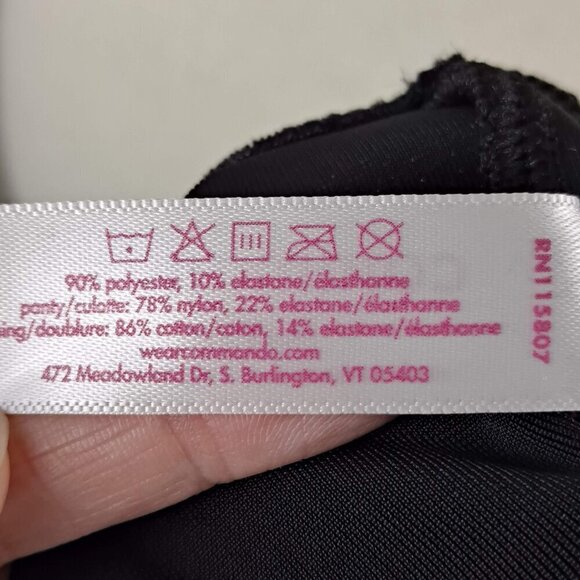 90% polyester, 10% elastane/élasthanne
panty/culotte: 78% nylon, 22% elastane/élasthanne
ing/doublure: 86% cotton/coton, 14% elastane/élasthanne
wearcommando.com
472 Meadowland Dr, S. Burlington, VT 05403
RN115807